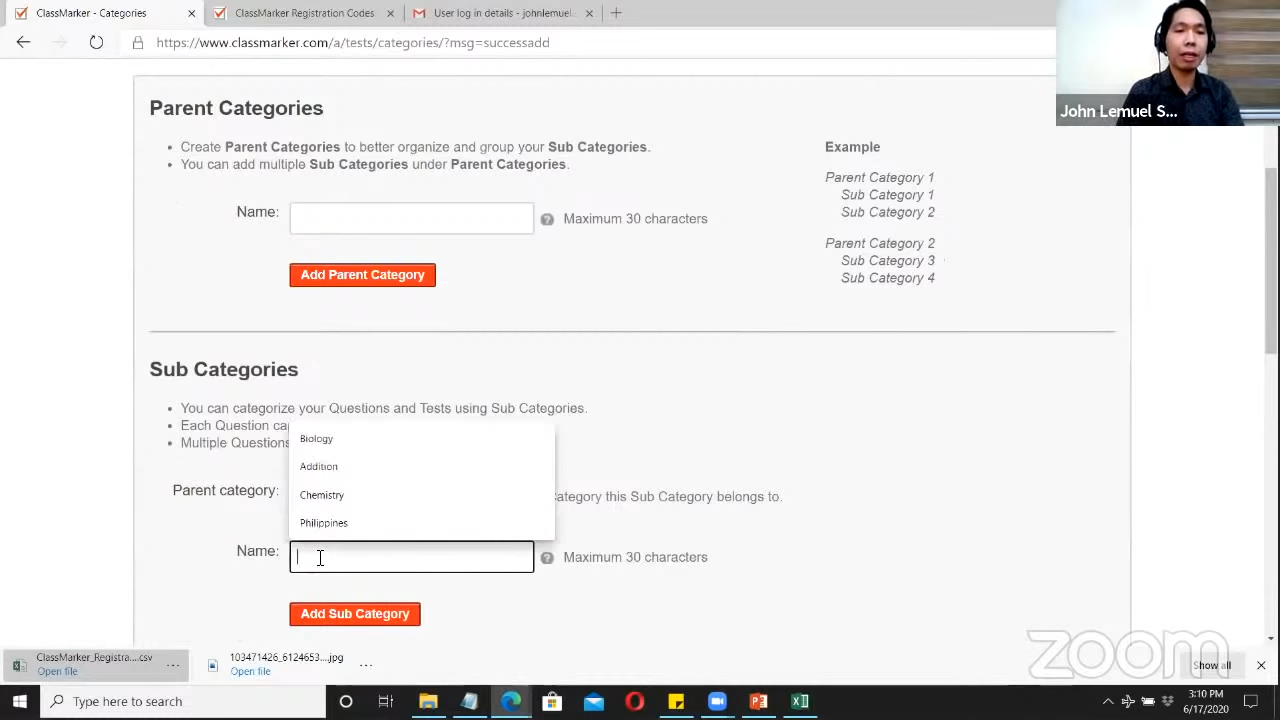 ClassMarker - Categories
ClassMarker Registration Codes
User log in details - johnlemuel
https://www.classmarker.com/a/tests/categories/?msg=successadd
John Lemuel S...
Parent Categories
Create Parent Categories to better organize and group your Sub Categories.
You can add multiple Sub Categories under Parent Categories.
Name:
? Maximum 30 characters
Add Parent Category
Example
Parent Category 1
Sub Category 1
Sub Category 2
Parent Category 2
Sub Category 3
Sub Category 4
Sub Categories
You can categorize your Questions and Tests using Sub Categories.
Each Question ca
Multiple Questions
Biology
Addition
Chemistry
Philippines
Parent category:
Category this Sub Category belongs to.
Name:
? Maximum 30 characters
Add Sub Category
zoom
ClassMarker_Registra....csv
Open file
103471426_6124653....jpg
Open file
Show all
Type here to search
3:10 PM
6/17/2020